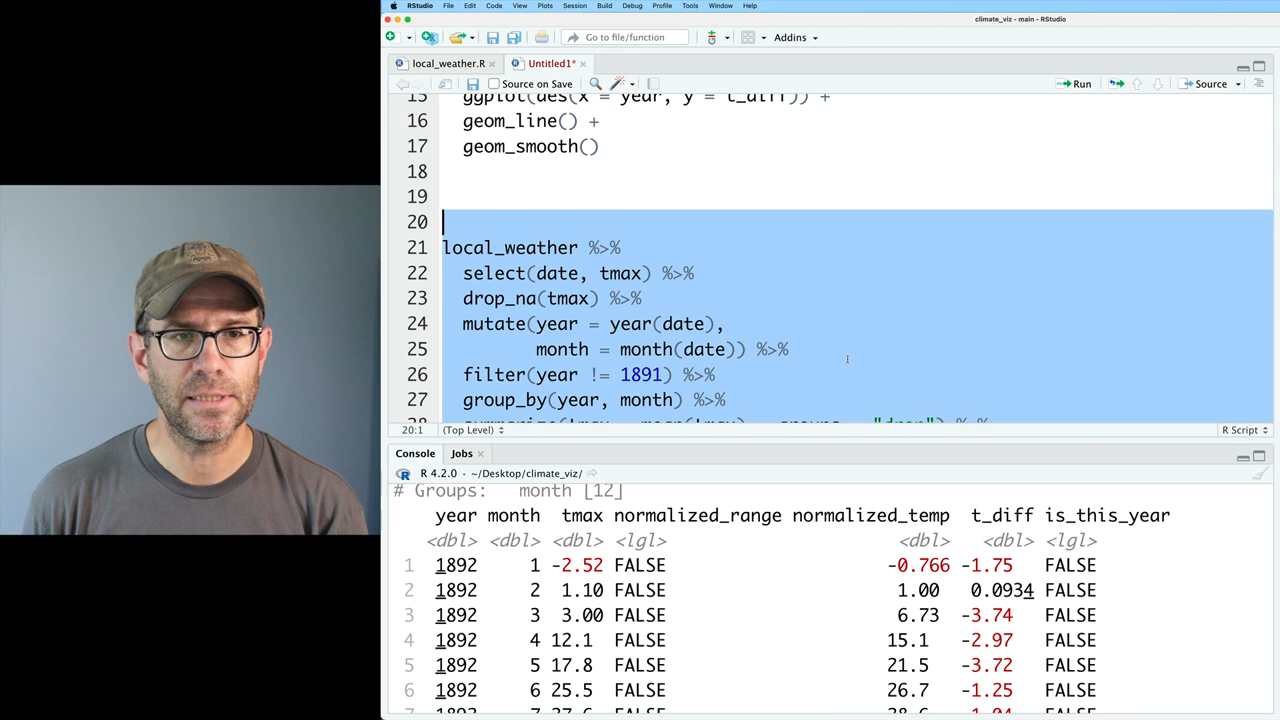 RStudio File Edit Code View Plots Session Build Debug Profile Tools Window Help
climate_viz - main - RStudio
Go to file/function Addins
local_weather.R Untitled1*
Source on Save Run Source
15 ggplot(aes(x = year, y = t_diff)) +
16 geom_line() +
17 geom_smooth()
18
19
20
21 local_weather %>%
22 select(date, tmax) %>%
23 drop_na(tmax) %>%
24 mutate(year = year(date),
25 month = month(date)) %>%
26 filter(year != 1891) %>%
27 group_by(year, month) %>%
20:1 (Top Level) R Script
Console Jobs
R 4.2.0 · ~/Desktop/climate_viz/
# Groups: month [12]
year month tmax normalized_range normalized_temp t_diff is_this_year
<dbl> <dbl> <dbl> <lgl> <dbl> <dbl> <lgl>
1 1892 1 -2.52 FALSE -0.766 -1.75 FALSE
2 1892 2 1.10 FALSE 1.00 0.0934 FALSE
3 1892 3 3.00 FALSE 6.73 -3.74 FALSE
4 1892 4 12.1 FALSE 15.1 -2.97 FALSE
5 1892 5 17.8 FALSE 21.5 -3.72 FALSE
6 1892 6 25.5 FALSE 26.7 -1.25 FALSE